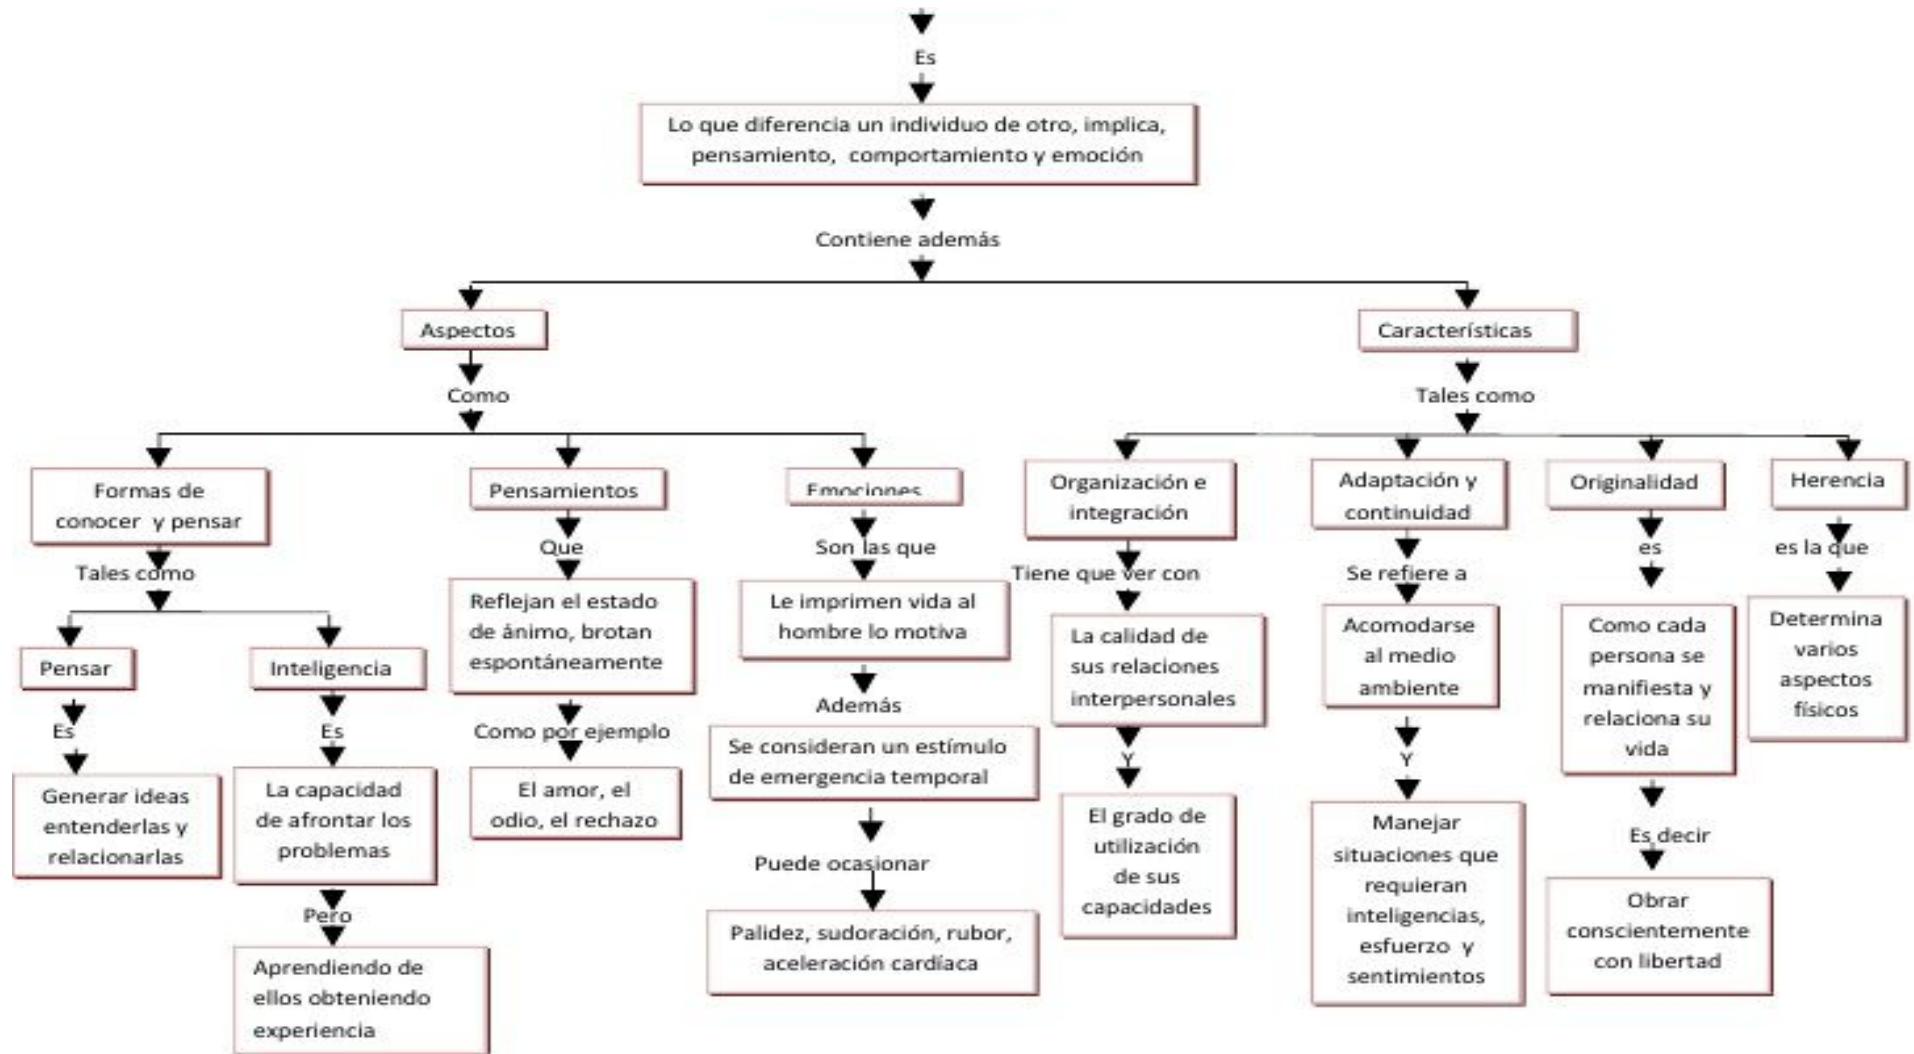 Es
Lo que diferencia un individuo de otro, implica,
pensamiento, comportamiento y emoción
Contiene además
Aspectos
Características
Como
Tales como
Formas de
conocer y pensar
Pensamientos
Emociones
Organización e
integración
Adaptación y
continuidad
Originalidad
Herencia
Tales como
Que
Son las que
Tiene que ver con
Se refiere a
es
es la que
Pensar
Inteligencia
Reflejan el estado
de ánimo, brotan
espontáneamente
Le imprimen vida al
hombre lo motiva
La calidad de
sus relaciones
interpersonales
Acomodarse
al medio
ambiente
Como cada
persona se
manifiesta y
relaciona su
vida
Determina
varios
aspectos
físicos
Es
Es
Como por ejemplo
Además
Y
Y
Es decir
Generar ideas
entenderlas y
relacionarlas
La capacidad
de afrontar los
problemas
El amor, el
odio, el rechazo
Se consideran un estímulo
de emergencia temporal
El grado de
utilización
de sus
capacidades
Manejar
situaciones que
requieran
inteligencias,
esfuerzo y
sentimientos
Obrar
conscientemente
con libertad
Pero
Puede ocasionar
Aprendiendo de
ellos obteniendo
experiencia
Palidez, sudoración, rubor,
aceleración cardíaca